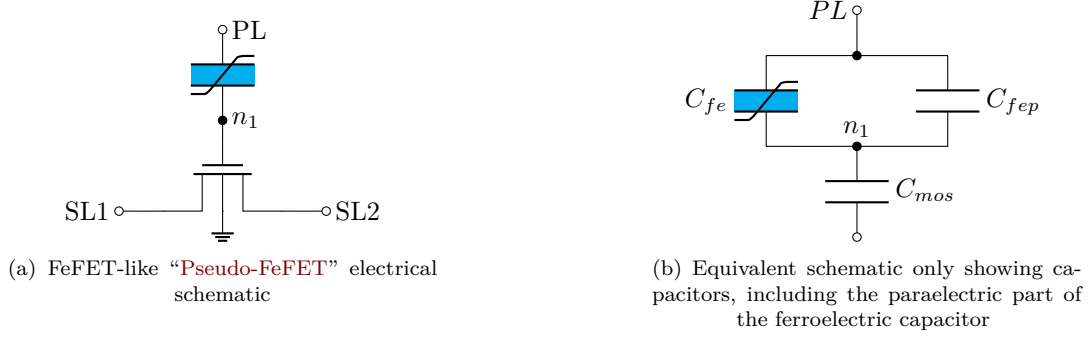 PL
n1
SL1
SL2
(a) FeFET-like “Pseudo-FeFET” electrical
schematic
PL
Cfe
Cfep
n1
Cmos
(b) Equivalent schematic only showing ca-
pacitors, including the paraelectric part of
the ferroelectric capacitor